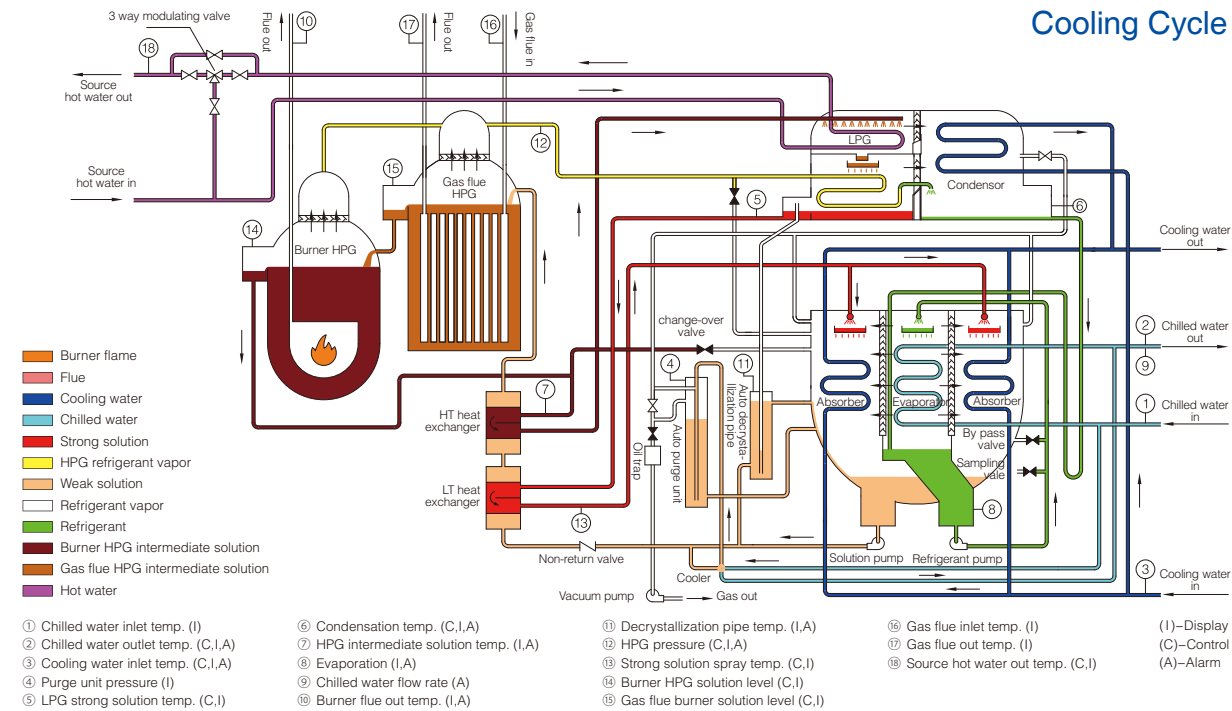 Cooling Cycle
3 way modulating valve
Flue out
⑩
Flue out
⑰
Gas flue in
⑯
⑱
Source
hot water out
Source
hot water in
LPG
Condensor
⑫
⑮
Gas flue
HPG
⑤
⑥
⑭
Burner HPG
Cooling water
out
change-over
valve
②
Chilled water
out
⑨
④
⑪
Auto decrysta-
llization pipe
Absorber
Evaporator
Absorber
①
Chilled water
in
⑦
HT heat
exchanger
By pass
valve
Sampling
vale
Oil trap
Auto purge unit
LT heat
exchanger
⑬
⑧
Non-return valve
Solution pump
Refrigerant pump
Cooler
③
Cooling water
in
Vacuum pump
Gas out
Burner flame
Flue
Cooling water
Chilled water
Strong solution
HPG refrigerant vapor
Weak solution
Refrigerant vapor
Refrigerant
Burner HPG intermediate solution
Gas flue HPG intermediate solution
Hot water
① Chilled water inlet temp. (I)
② Chilled water outlet temp. (C,I,A)
③ Cooling water inlet temp. (C,I,A)
④ Purge unit pressure (I)
⑤ LPG strong solution temp. (C,I)
⑥ Condensation temp. (C,I,A)
⑦ HPG intermediate solution temp. (I,A)
⑧ Evaporation (I,A)
⑨ Chilled water flow rate (A)
⑩ Burner flue out temp. (I,A)
⑪ Decrystallization pipe temp. (I,A)
⑫ HPG pressure (C,I,A)
⑬ Strong solution spray temp. (C,I)
⑭ Burner HPG solution level (C,I)
⑮ Gas flue burner solution level (C,I)
⑯ Gas flue inlet temp. (I)
⑰ Gas flue out temp. (I)
⑱ Source hot water out temp. (C,I)
(I)–Display
(C)–Control
(A)–Alarm